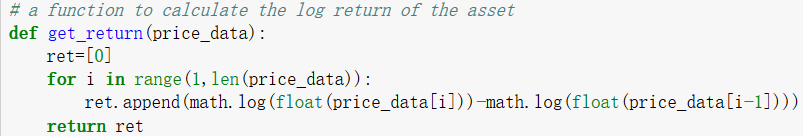 # a function to calculate the log return of the asset
def get_return(price_data):
    ret=[0]
    for i in range(1,len(price_data)):
        ret.append(math.log(float(price_data[i]))-math.log(float(price_data[i-1])))
    return ret